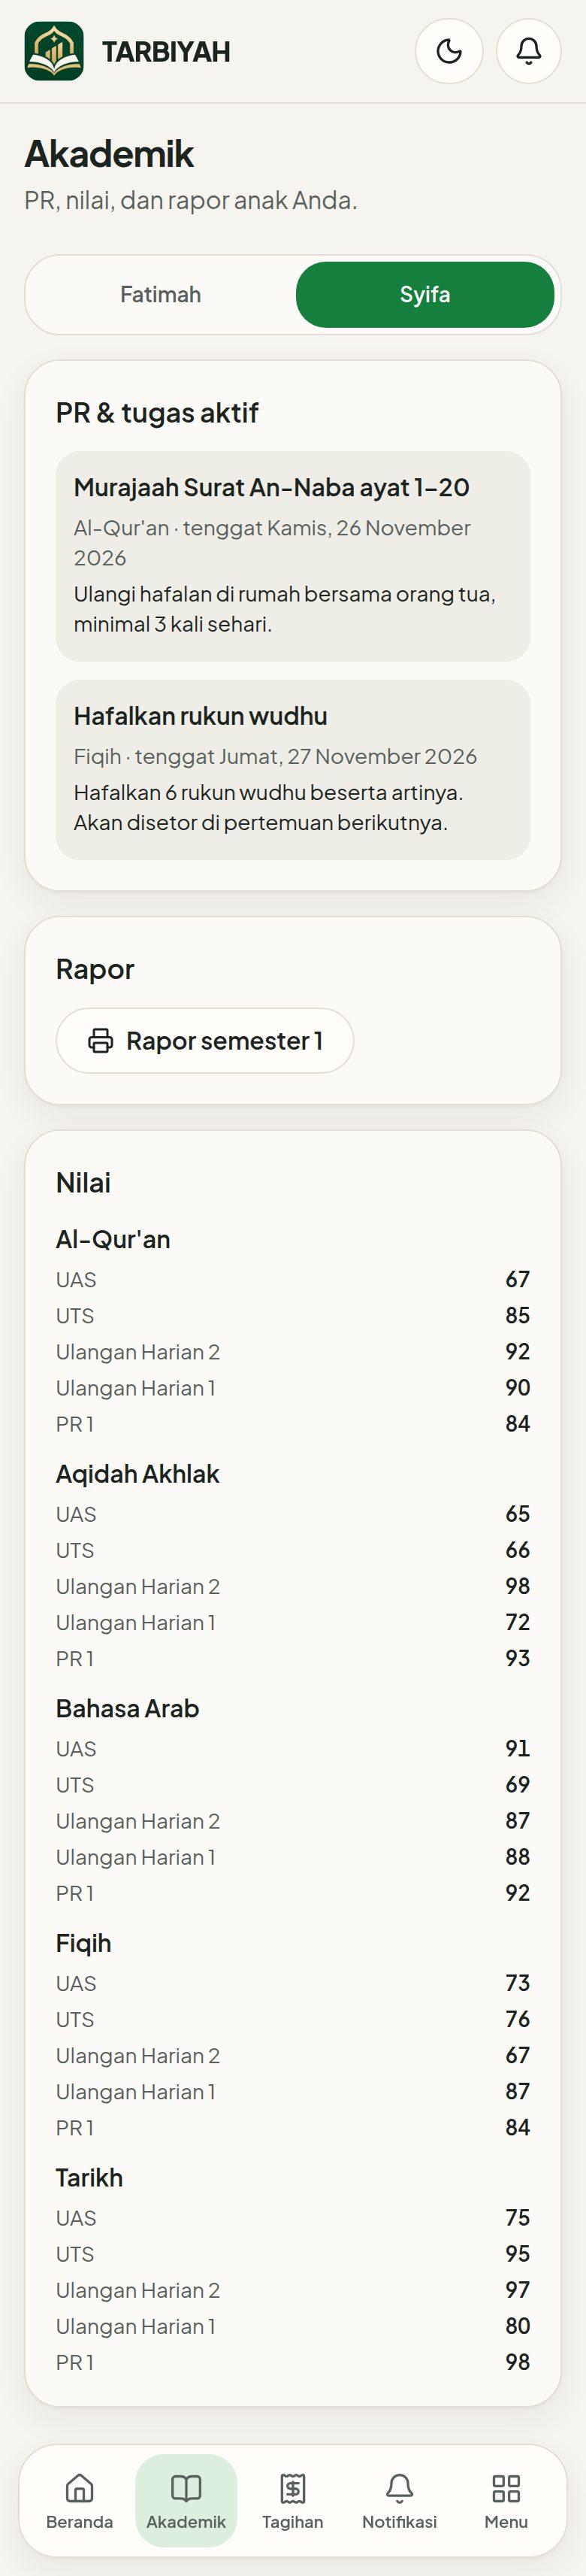 TARBIYAH
Akademik
PR, nilai, dan rapor anak Anda.
Fatimah
Syifa
PR & tugas aktif
Murajaah Surat An-Naba ayat 1–20
Al-Qur'an · tenggat Kamis, 26 November
2026
Ulangi hafalan di rumah bersama orang tua,
minimal 3 kali sehari.
Hafalkan rukun wudhu
Fiqih · tenggat Jumat, 27 November 2026
Hafalkan 6 rukun wudhu beserta artinya.
Akan disetor di pertemuan berikutnya.
Rapor
Rapor semester 1
Nilai
Al-Qur'an
UAS 67
UTS 85
Ulangan Harian 2 92
Ulangan Harian 1 90
PR 1 84
Aqidah Akhlak
UAS 65
UTS 66
Ulangan Harian 2 98
Ulangan Harian 1 72
PR 1 93
Bahasa Arab
UAS 91
UTS 69
Ulangan Harian 2 87
Ulangan Harian 1 88
PR 1 92
Fiqih
UAS 73
UTS 76
Ulangan Harian 2 67
Ulangan Harian 1 87
PR 1 84
Tarikh
UAS 75
UTS 95
Ulangan Harian 2 97
Ulangan Harian 1 80
PR 1 98
Beranda
Akademik
Tagihan
Notifikasi
Menu